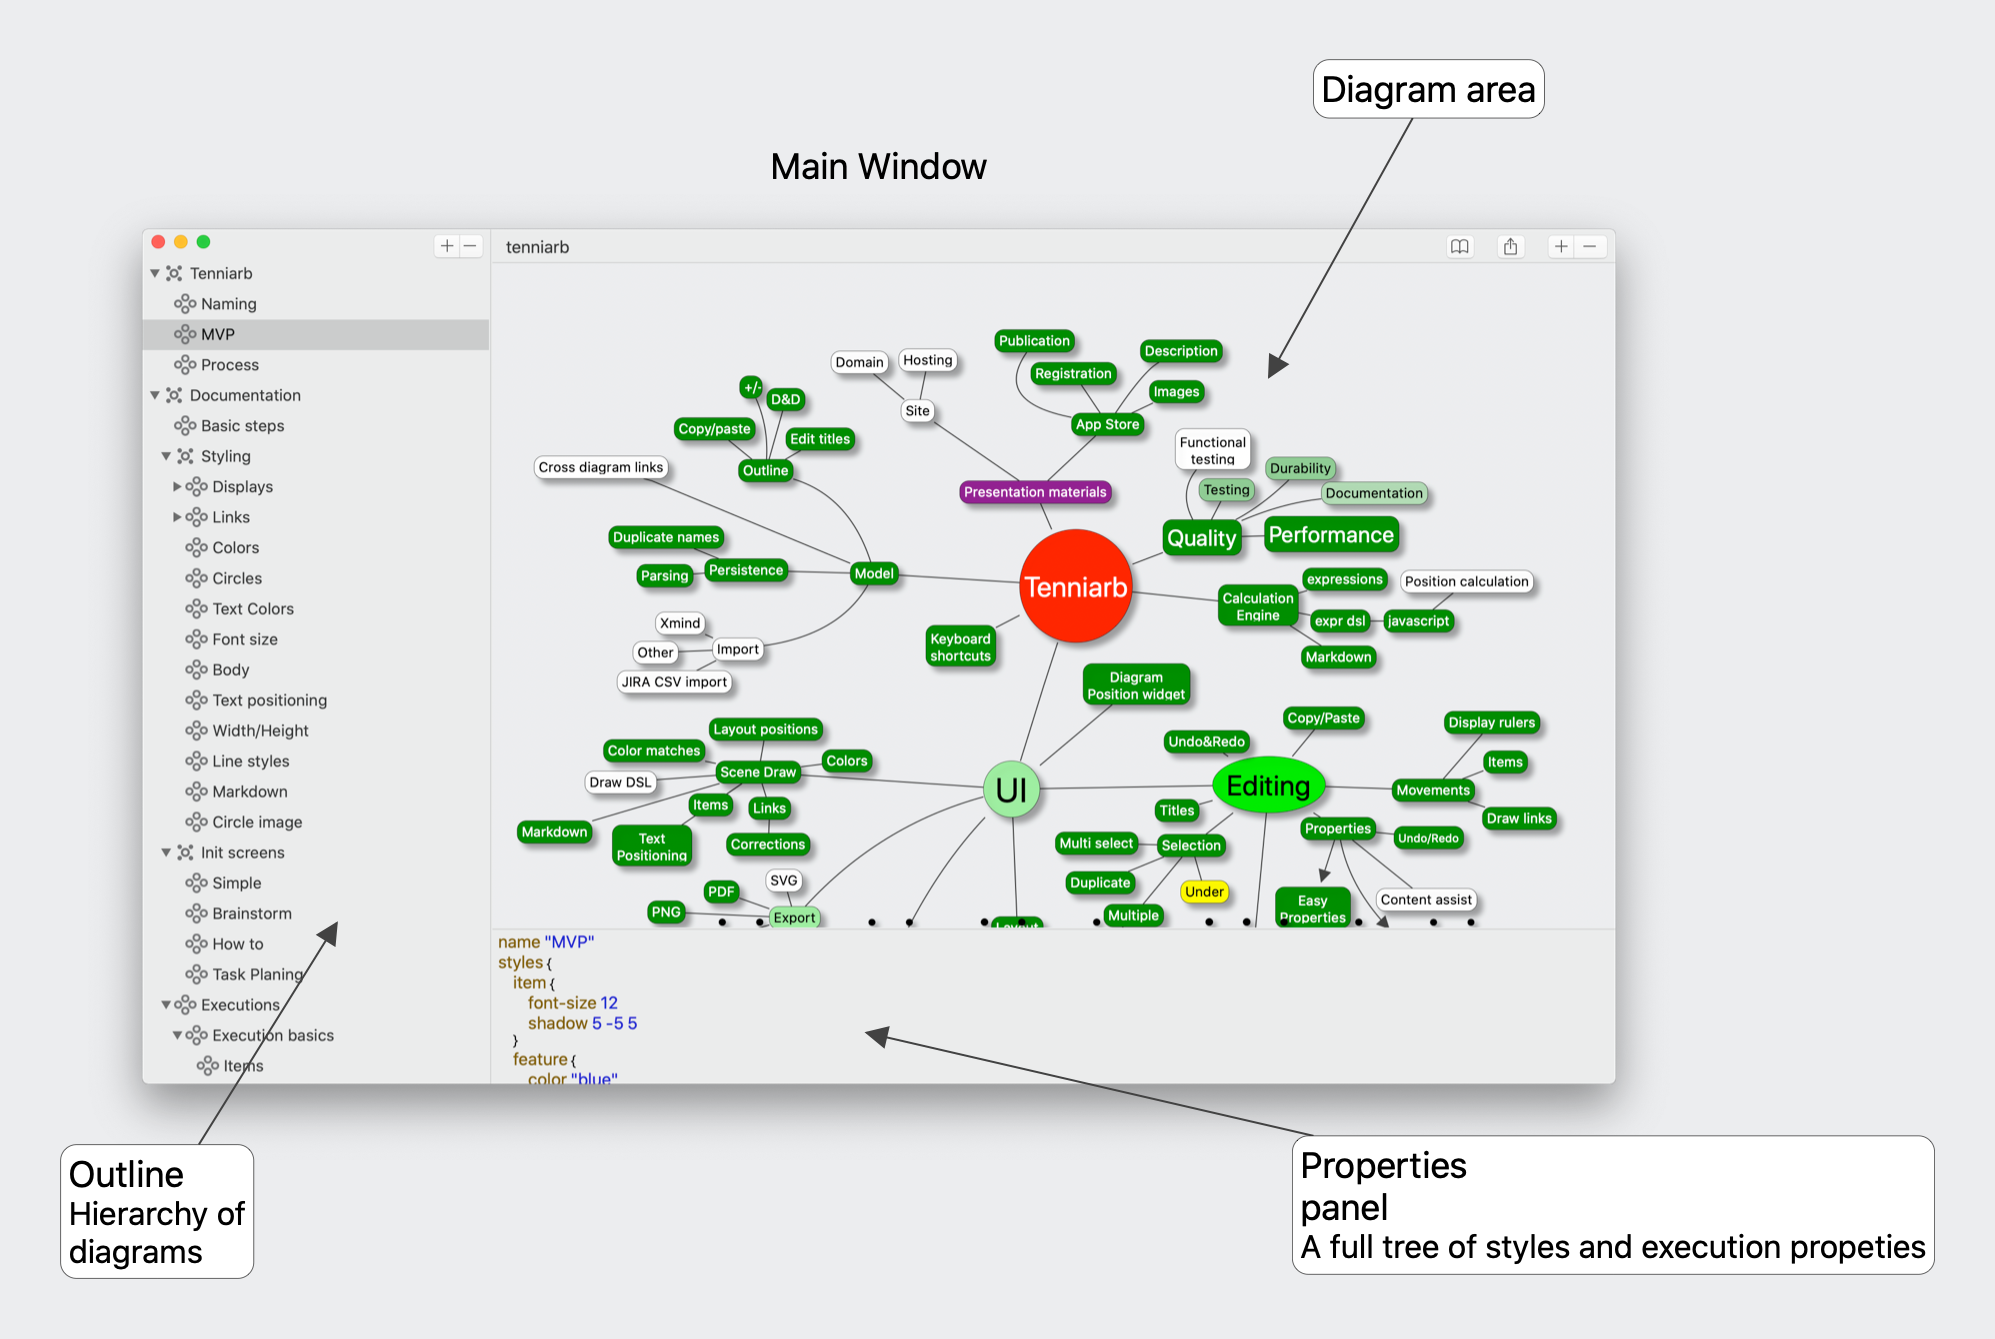 Diagram area
Main Window
tenniarb
Tenniarb
Naming
MVP
Process
Documentation
Basic steps
Styling
Displays
Links
Colors
Circles
Text Colors
Font size
Body
Text positioning
Width/Height
Line styles
Markdown
Circle image
Init screens
Simple
Brainstorm
How to
Task Planing
Executions
Execution basics
Items
Publication
Registration
Description
Images
App Store
Domain
Hosting
Site
Presentation materials
+/-
D&D
Copy/paste
Edit titles
Outline
Cross diagram links
Duplicate names
Parsing
Persistence
Model
Xmind
Other
Import
JIRA CSV import
Functional
testing
Testing
Durability
Documentation
Quality
Performance
Tenniarb
Calculation
Engine
expressions
Position calculation
expr dsl
javascript
Markdown
Keyboard
shortcuts
Diagram
Position widget
Layout positions
Color matches
Scene Draw
Colors
Draw DSL
Items
Links
Markdown
Text
Positioning
Corrections
UI
SVG
PDF
PNG
Export
Layout
Copy/Paste
Undo&Redo
Editing
Display rulers
Items
Movements
Draw links
Titles
Multi select
Selection
Duplicate
Under
Multiple
Properties
Undo/Redo
Easy
Properties
Content assist
name "MVP"
styles {
item {
font-size 12
shadow 5 -5 5
}
feature {
color "blue"
Outline
Hierarchy of
diagrams
Properties
panel
A full tree of styles and execution propeties